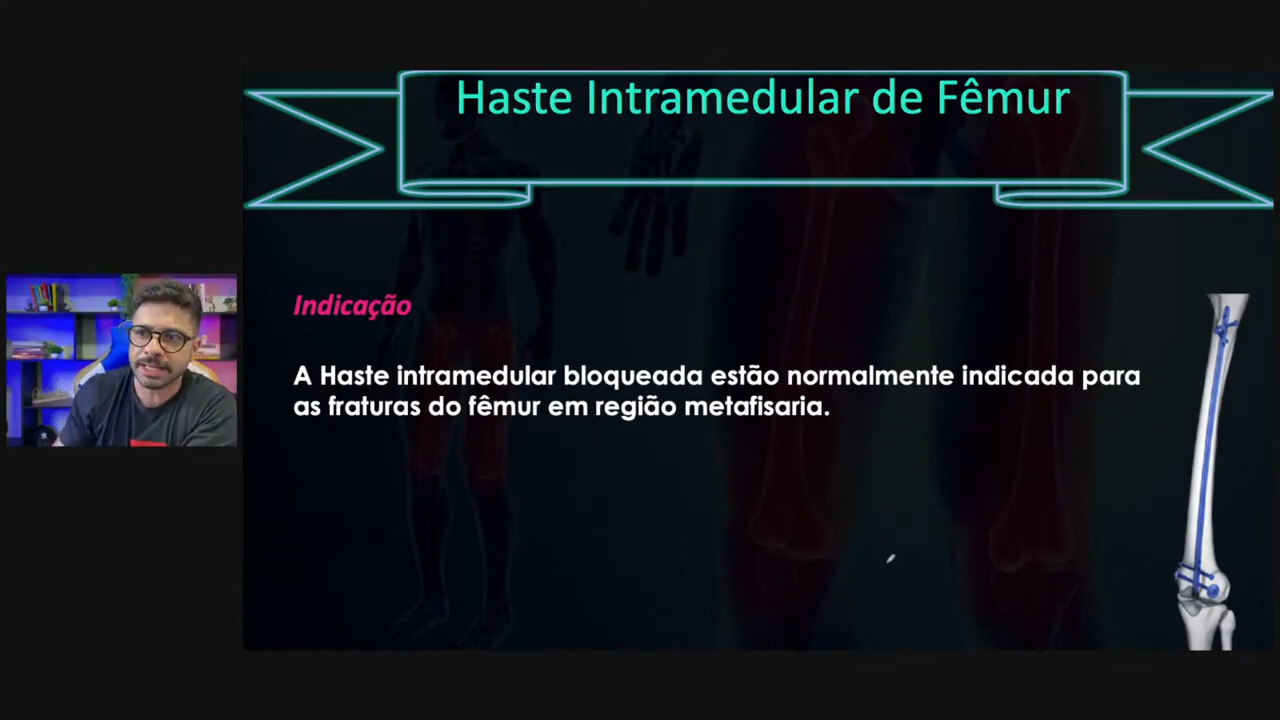 Haste Intramedular de Fêmur
Indicação
A Haste intramedular bloqueada estão normalmente indicada para
as fraturas do fêmur em região metafisaria.